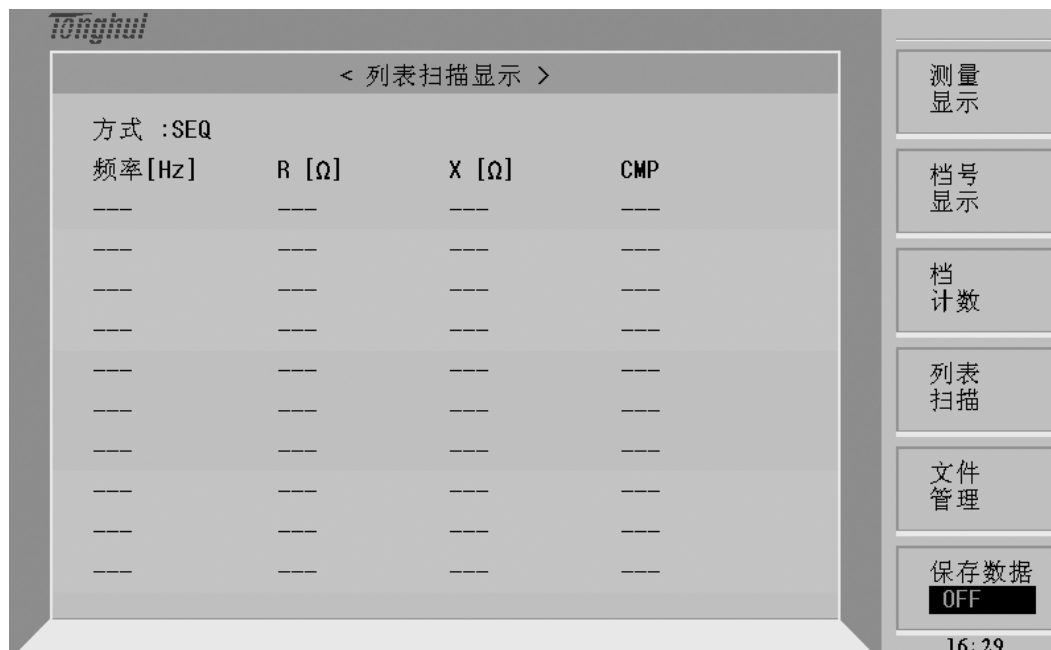 Tonghui
< 列表扫描显示 >
方式 :SEQ
频率[Hz] R [Ω] X [Ω] CMP
--- --- --- ---
--- --- --- ---
--- --- --- ---
--- --- --- ---
--- --- --- ---
--- --- --- ---
--- --- --- ---
--- --- --- ---
--- --- --- ---
--- --- --- ---
测量
显示
档号
显示
档
计数
列表
扫描
文件
管理
保存数据
OFF
16:29